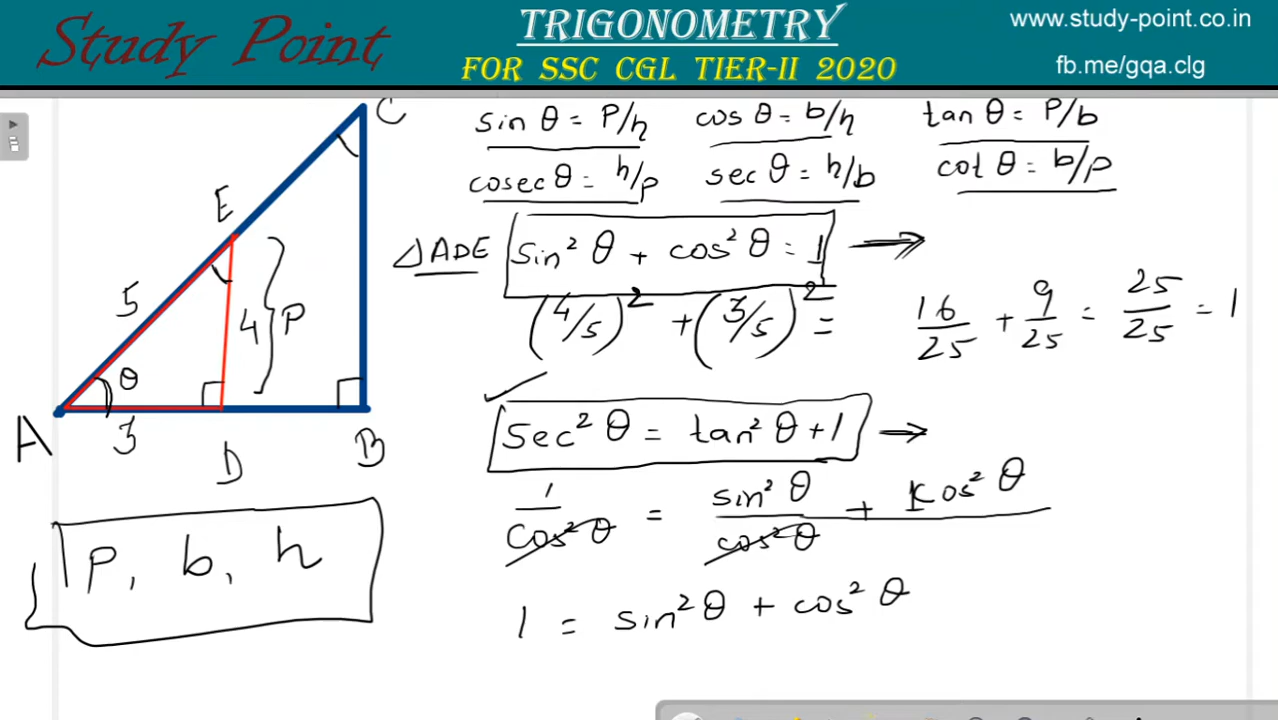 Study Point
TRIGONOMETRY
FOR SSC CGL TIER-II 2020
www.study-point.co.in
fb.me/gqa.clg
C
E
5
4
P
θ
A
3
D
B
P, b, h
sin θ = P/h
cos θ = b/h
tan θ = P/b
cosec θ = h/p
sec θ = h/b
cot θ = b/p
△ADE
sin² θ + cos² θ = 1
(4/5)² + (3/5)² =
16/25 + 9/25 = 25/25 = 1
Sec² θ = tan² θ + 1
1/cos² θ = sin² θ/cos² θ + cos² θ
1 = sin² θ + cos² θ